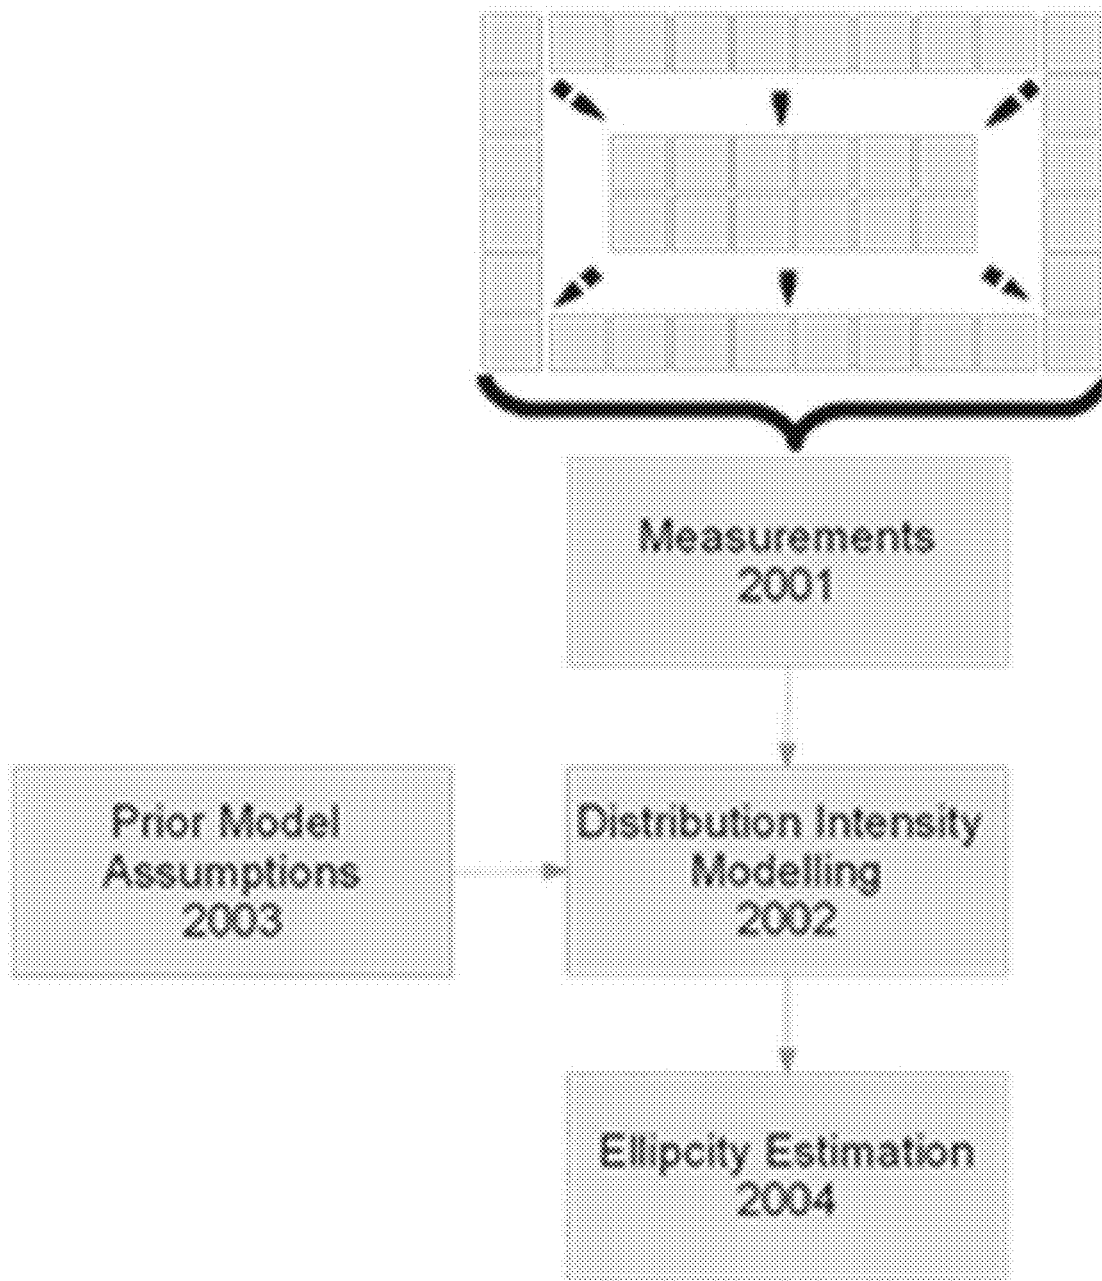 Measurements
2001
Prior Model
Assumptions
2003
Distribution Intensity
Modelling
2002
Ellipcity Estimation
2004